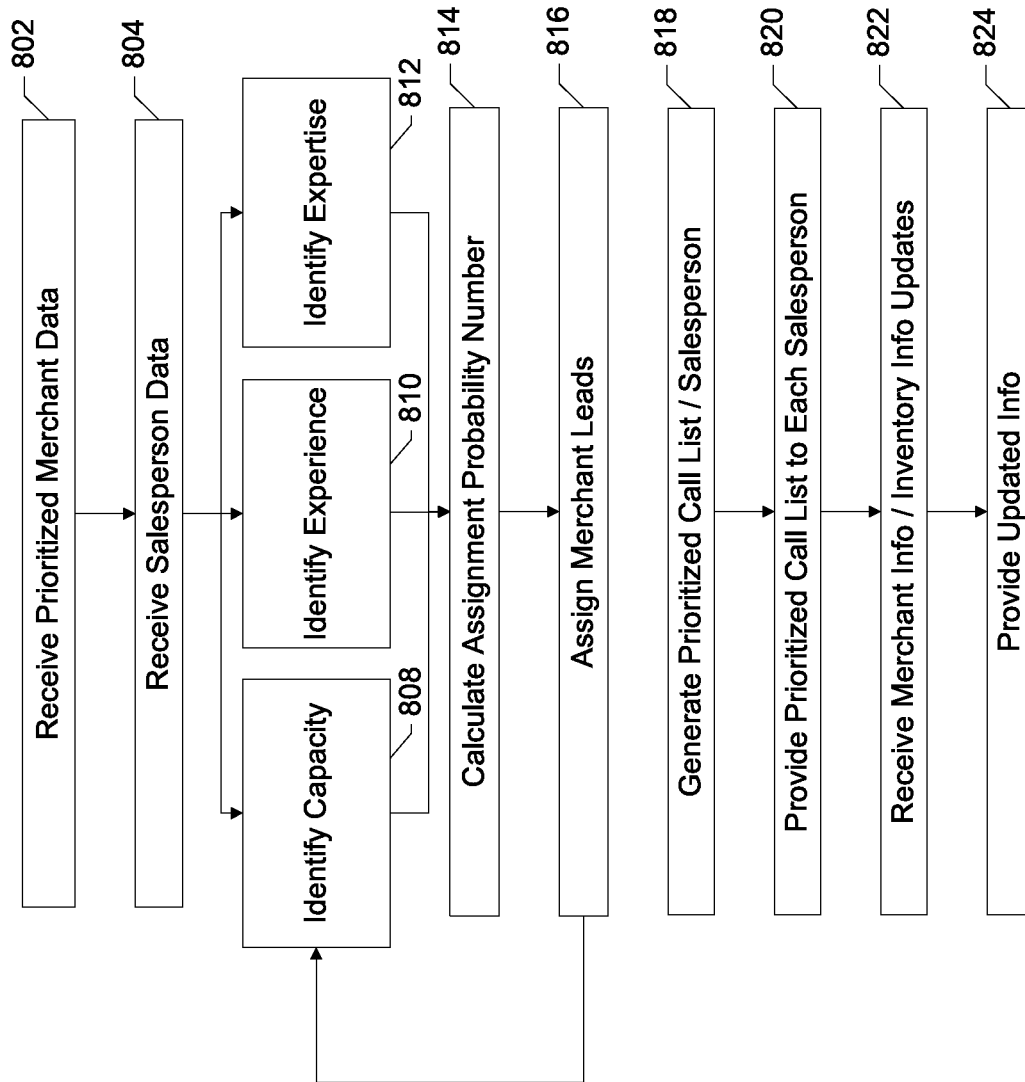 Receive Prioritized Merchant Data
802
Receive Salesperson Data
804
Identify Capacity
808
Identify Experience
810
Identify Expertise
812
Calculate Assignment Probability Number
814
Assign Merchant Leads
816
Generate Prioritized Call List / Salesperson
818
Provide Prioritized Call List to Each Salesperson
820
Receive Merchant Info / Inventory Info Updates
822
Provide Updated Info
824